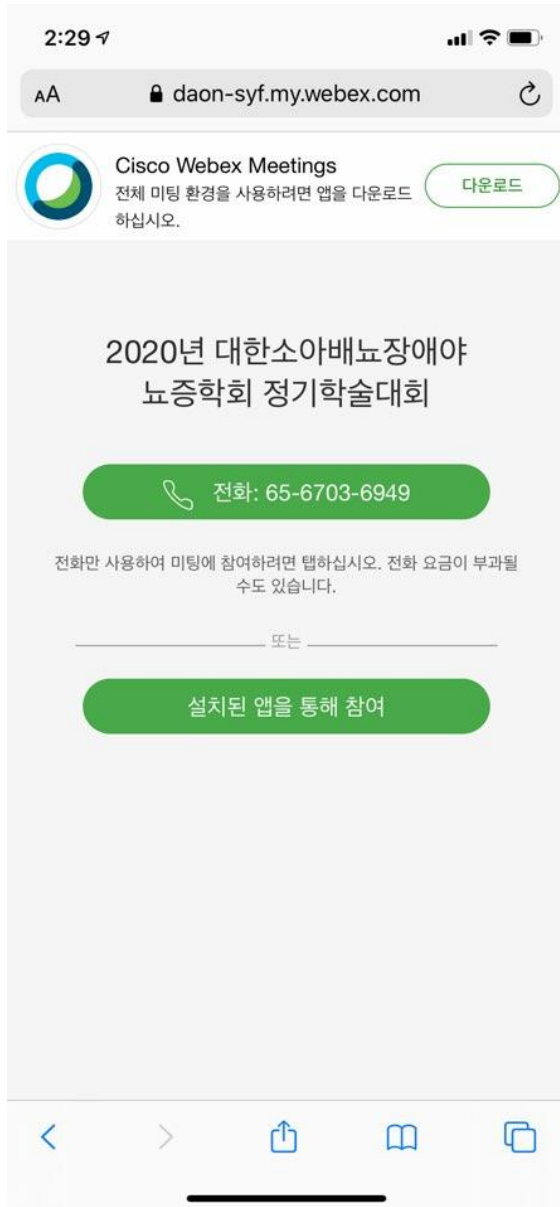 2:29
AA daon-syf.my.webex.com
Cisco Webex Meetings
전체 미팅 환경을 사용하려면 앱을 다운로드
하십시오.
다운로드
2020년 대한소아배뇨장애야
뇨증학회 정기학술대회
전화: 65-6703-6949
전화만 사용하여 미팅에 참여하려면 탭하십시오. 전화 요금이 부과될
수도 있습니다.
또는
설치된 앱을 통해 참여